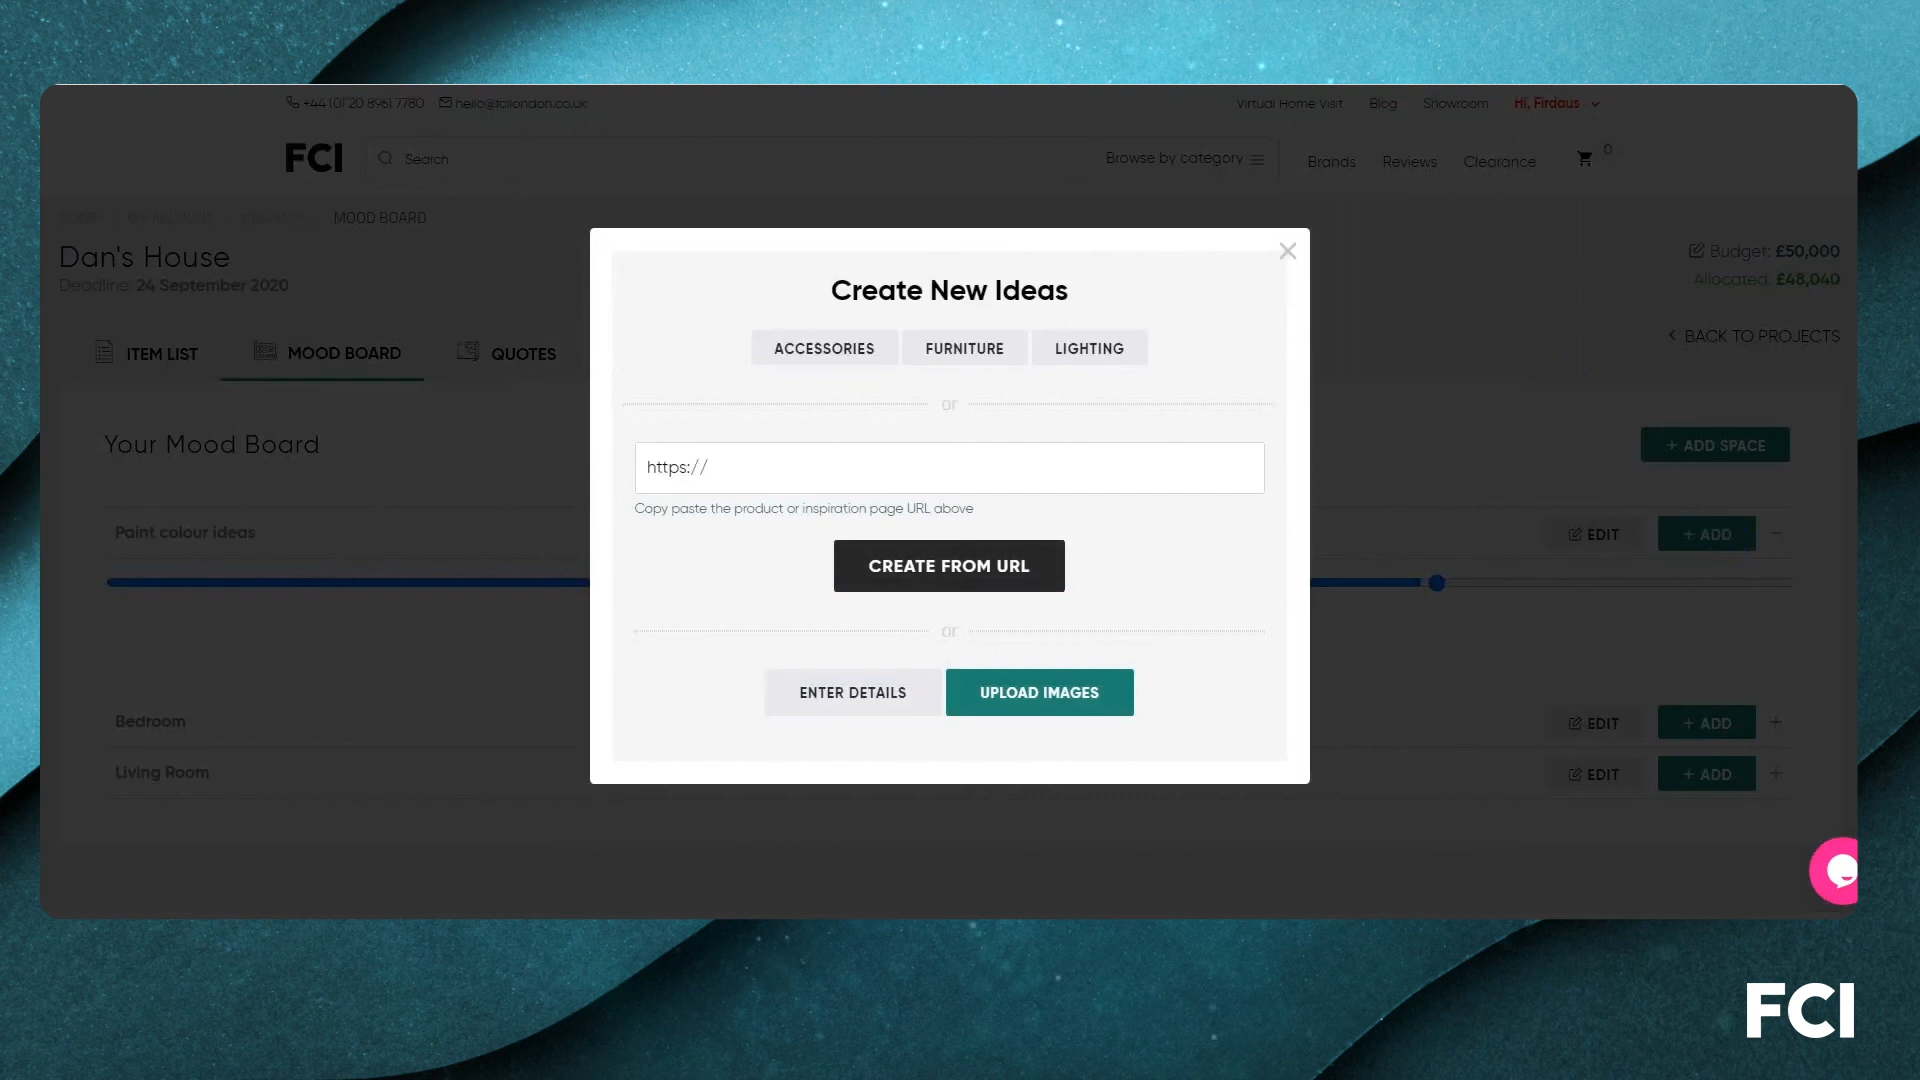 +44 (0) 20 8961 7780 hello@fcilondon.co.uk
Virtual Home Visit Blog Showroom Hi, Firdaus
FCI Search Browse by category Brands Reviews Clearance 0
MOOD BOARD
Dan's House
Deadline: 24 September 2020
Budget: £50,000
Allocated: £48,040
BACK TO PROJECTS
ITEM LIST MOOD BOARD QUOTES
Your Mood Board
+ ADD SPACE
Paint colour ideas
EDIT + ADD −
Bedroom
EDIT + ADD +
Living Room
EDIT + ADD +
Create New Ideas
ACCESSORIES FURNITURE LIGHTING
or
https://
Copy paste the product or inspiration page URL above
CREATE FROM URL
or
ENTER DETAILS UPLOAD IMAGES
FCI